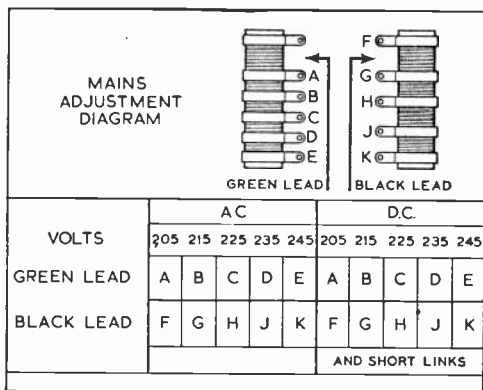 MAINS
ADJUSTMENT
DIAGRAM
A
B
C
D
E
F
G
H
J
K
GREEN LEAD BLACK LEAD
A C D.C.
VOLTS 205 215 225 235 245 205 215 225 235 245
GREEN LEAD A B C D E A B C D E
BLACK LEAD F G H J K F G H J K
AND SHORT LINKS